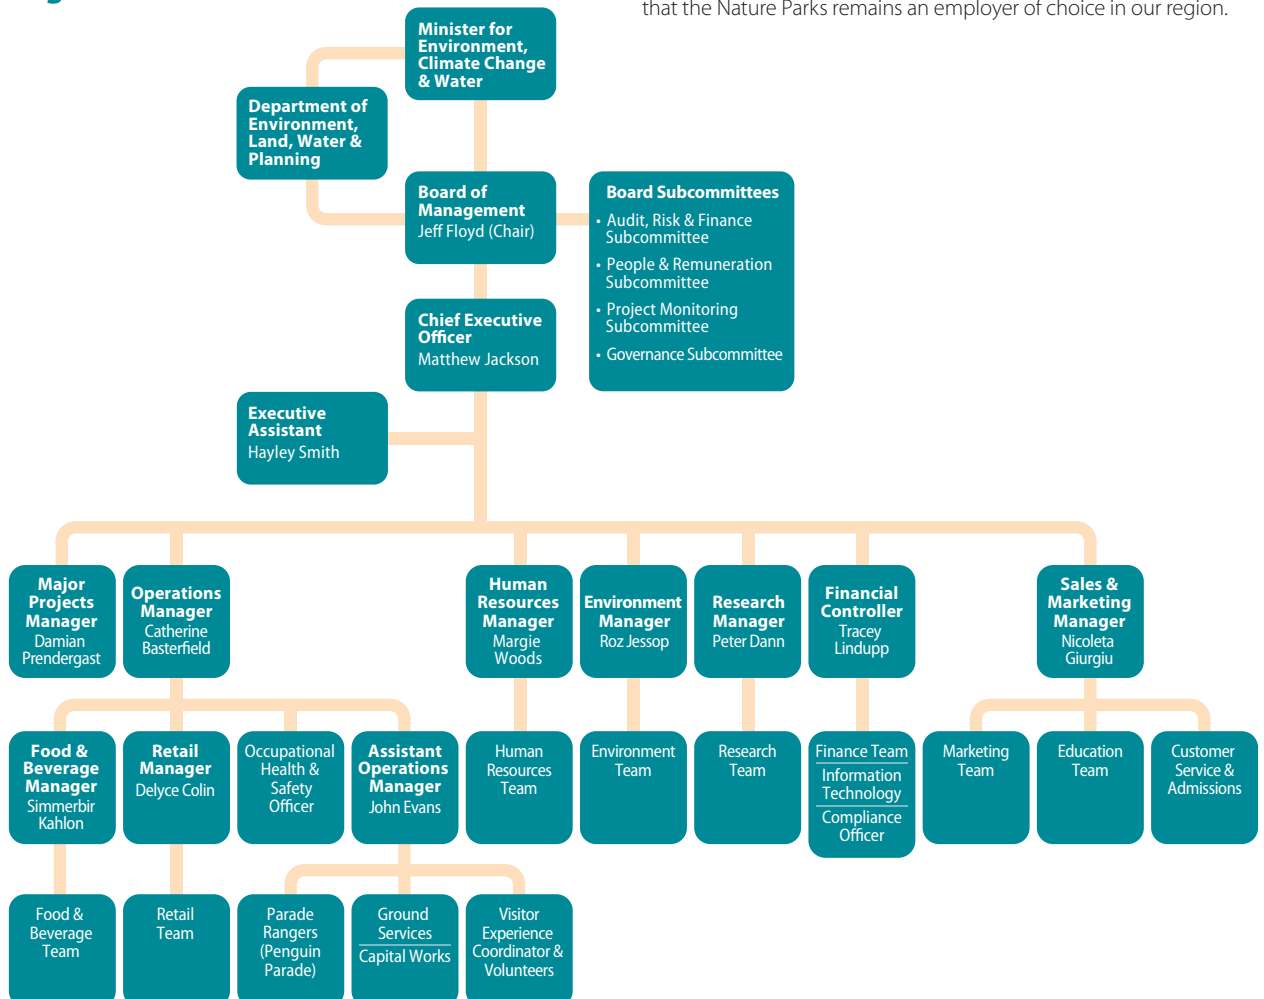 that the Nature Parks remains an employer of choice in our region.
Minister for
Environment,
Climate Change
& Water
Department of
Environment,
Land, Water &
Planning
Board of
Management
Jeff Floyd (Chair)
Board Subcommittees
• Audit, Risk & Finance
Subcommittee
• People & Remuneration
Subcommittee
• Project Monitoring
Subcommittee
• Governance Subcommittee
Chief Executive
Officer
Matthew Jackson
Executive
Assistant
Hayley Smith
Major
Projects
Manager
Damian
Prendergast
Operations
Manager
Catherine
Basterfield
Human
Resources
Manager
Margie
Woods
Environment
Manager
Roz Jessop
Research
Manager
Peter Dann
Financial
Controller
Tracey
Lindupp
Sales &
Marketing
Manager
Nicoleta
Giurgiu
Food &
Beverage
Manager
Simmerbir
Kahlon
Retail
Manager
Delyce Colin
Occupational
Health &
Safety
Officer
Assistant
Operations
Manager
John Evans
Human
Resources
Team
Environment
Team
Research
Team
Finance Team
Information
Technology
Compliance
Officer
Marketing
Team
Education
Team
Customer
Service &
Admissions
Food &
Beverage
Team
Retail
Team
Parade
Rangers
(Penguin
Parade)
Ground
Services
Capital Works
Visitor
Experience
Coordinator &
Volunteers